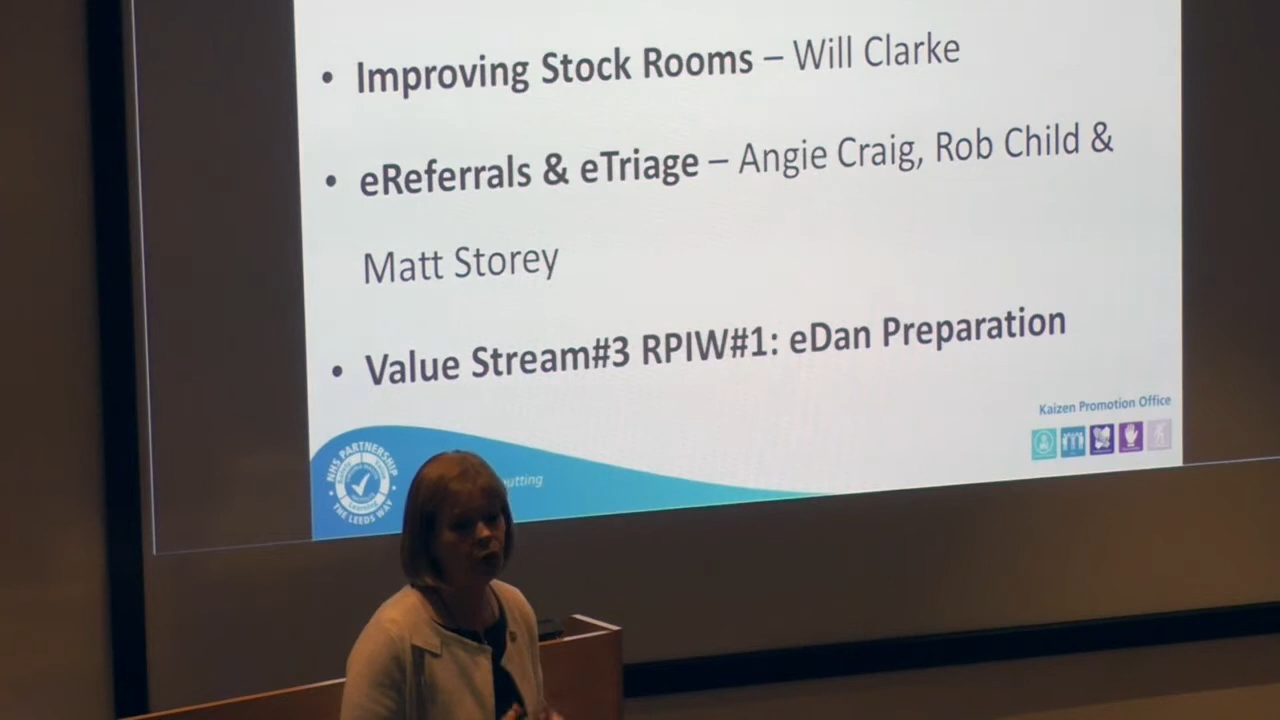 • Improving Stock Rooms – Will Clarke
• eReferrals & eTriage – Angie Craig, Rob Child &
Matt Storey
• Value Stream#3 RPIW#1: eDan Preparation
Kaizen Promotion Office
NHS PARTNERSHIP
THE LEEDS WAY
utting